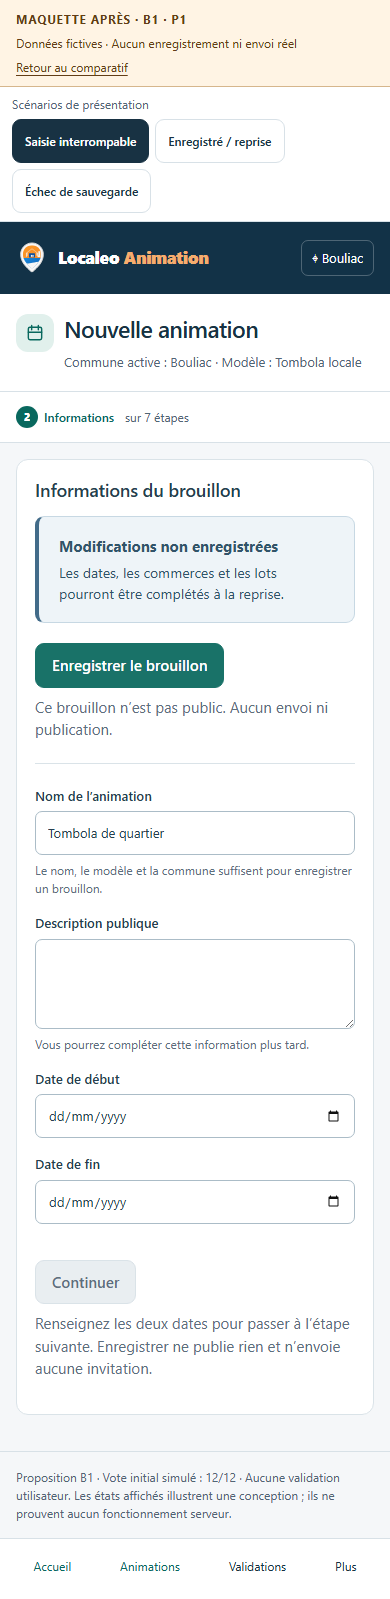 MAQUETTE APRÈS · B1 · P1
Données fictives · Aucun enregistrement ni envoi réel
Retour au comparatif
Scénarios de présentation
Saisie interrompable
Enregistré / reprise
Échec de sauvegarde
Localeo Animation
Bouliac
Nouvelle animation
Commune active : Bouliac · Modèle : Tombola locale
2 Informations sur 7 étapes
Informations du brouillon
Modifications non enregistrées
Les dates, les commerces et les lots
pourront être complétés à la reprise.
Enregistrer le brouillon
Ce brouillon n’est pas public. Aucun envoi ni
publication.
Nom de l’animation
Tombola de quartier
Le nom, le modèle et la commune suffisent pour enregistrer
un brouillon.
Description publique
Vous pourrez compléter cette information plus tard.
Date de début
dd/mm/yyyy
Date de fin
dd/mm/yyyy
Continuer
Renseignez les deux dates pour passer à l’étape
suivante. Enregistrer ne publie rien et n’envoie
aucune invitation.
Proposition B1 · Vote initial simulé : 12/12 · Aucune validation
utilisateur. Les états affichés illustrent une conception ; ils ne
prouvent aucun fonctionnement serveur.
Accueil
Animations
Validations
Plus